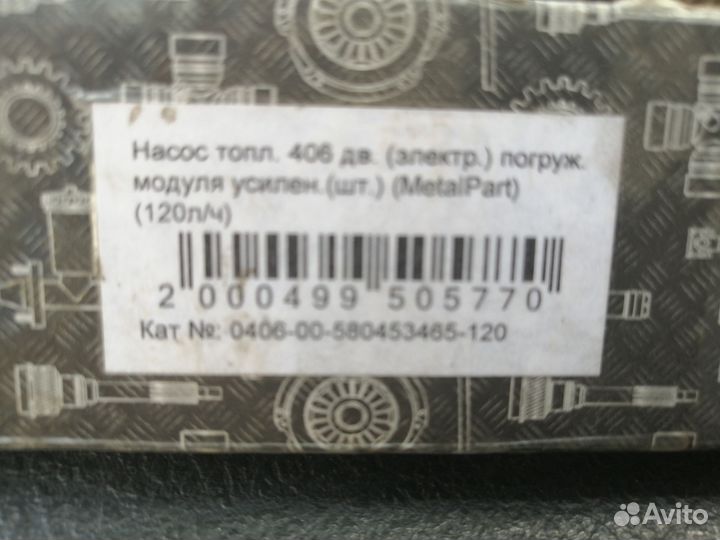 Насос топл. 406 дв. (электр.) погруж.
модуля усилен.(шт.) (MetalPart)
(120л/ч)
2 000499 505770
Кат №: 0406-00-580453465-120
Avito